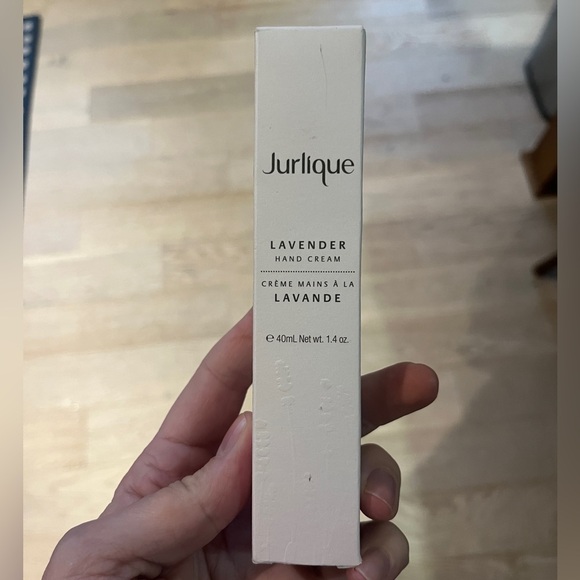 Jurlique
LAVENDER
HAND CREAM
CRÈME MAINS À LA
LAVANDE
℮ 40mL Net wt. 1.4 oz.